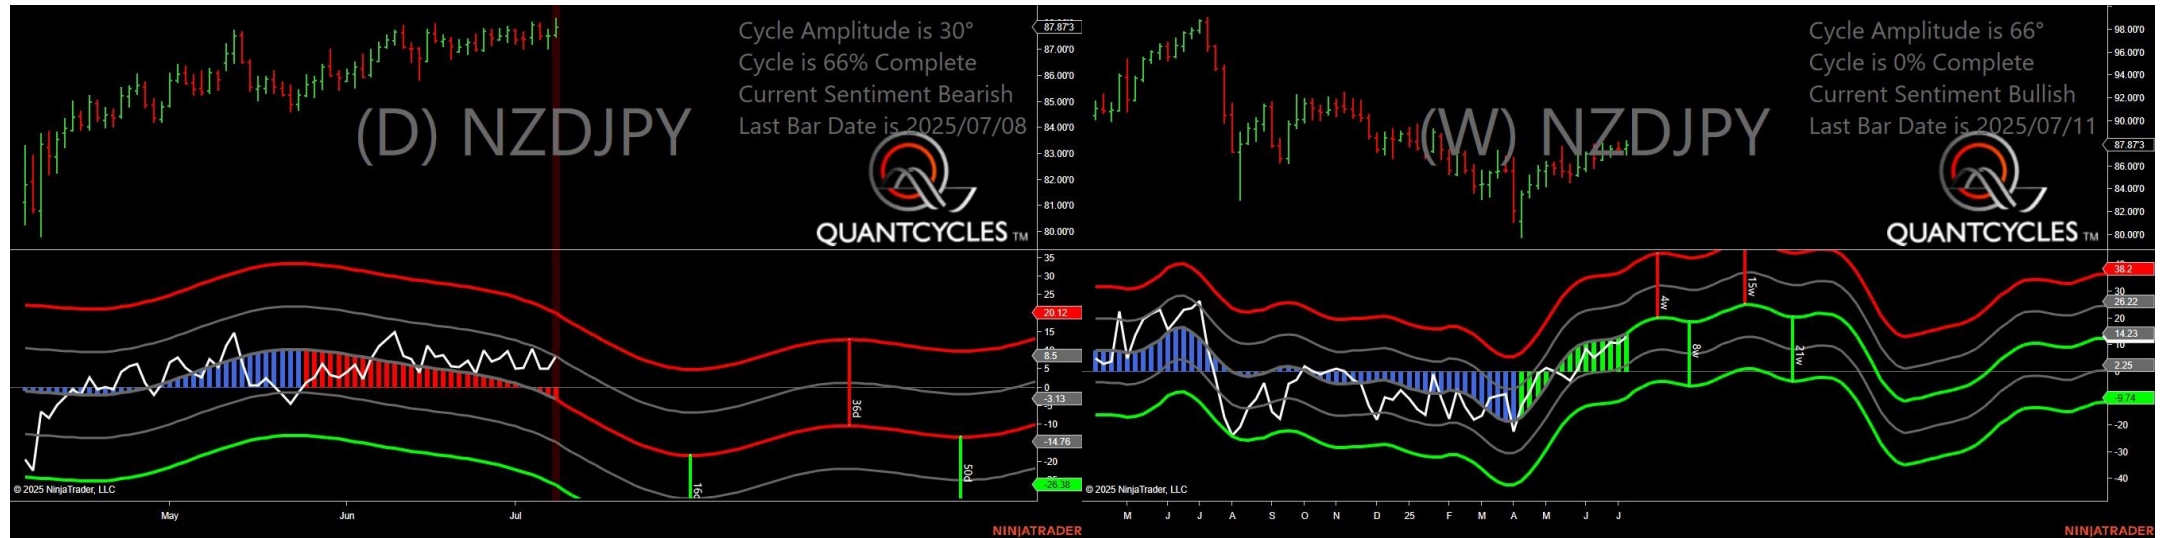 Cycle Amplitude is 30°
Cycle is 66% Complete
Current Sentiment Bearish
Last Bar Date is 2025/07/08
(D) NZDJPY
QUANTCYCLES TM
87.87'3
87.00'0
86.00'0
85.00'0
84.00'0
83.00'0
82.00'0
81.00'0
80.00'0
35
30
25
20.12
15
8.5
5
0
-3.13
-10
-14.76
-20
-26.38
16d
36d
50d
© 2025 NinjaTrader, LLC
May
Jun
Jul
NINJATRADER
Cycle Amplitude is 66°
Cycle is 0% Complete
Current Sentiment Bullish
Last Bar Date is 2025/07/11
(W) NZDJPY
QUANTCYCLES TM
98.00'0
96.00'0
94.00'0
92.00'0
90.00'0
87.87'3
86.00'0
84.00'0
82.00'0
80.00'0
38.2
30
26.22
20
14.23
10
2.25
-9.74
-20
-30
-40
4w
8w
15w
21w
© 2025 NinjaTrader, LLC
M
J
J
A
S
O
N
D
25
F
M
A
M
J
J
NINJATRADER